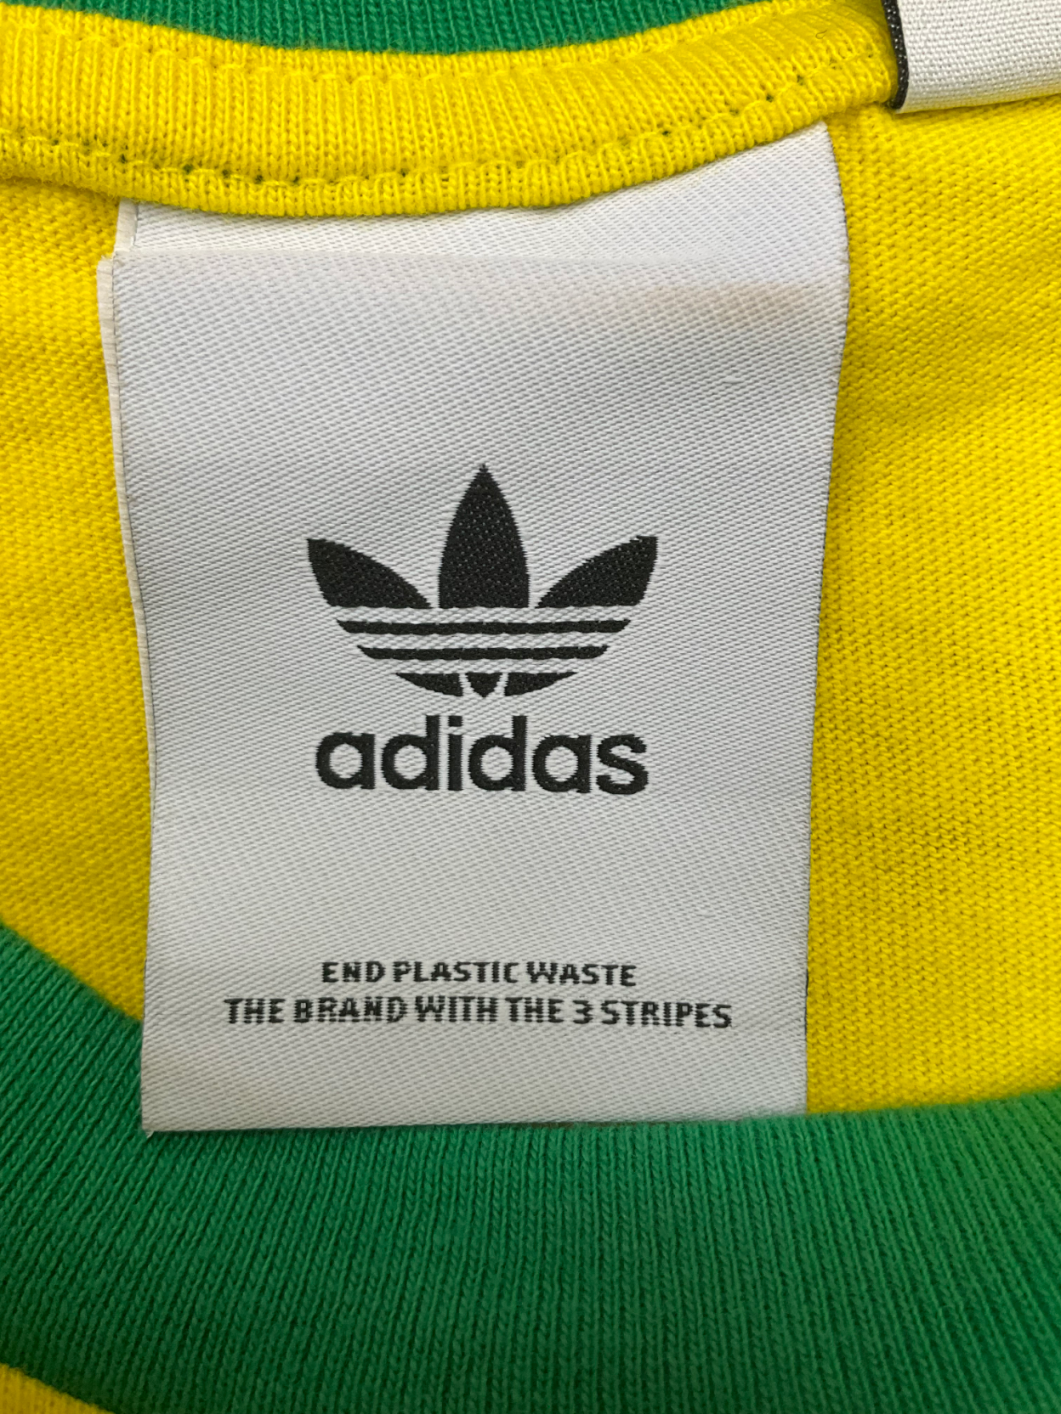 adidas
END PLASTIC WASTE
THE BRAND WITH THE 3 STRIPES